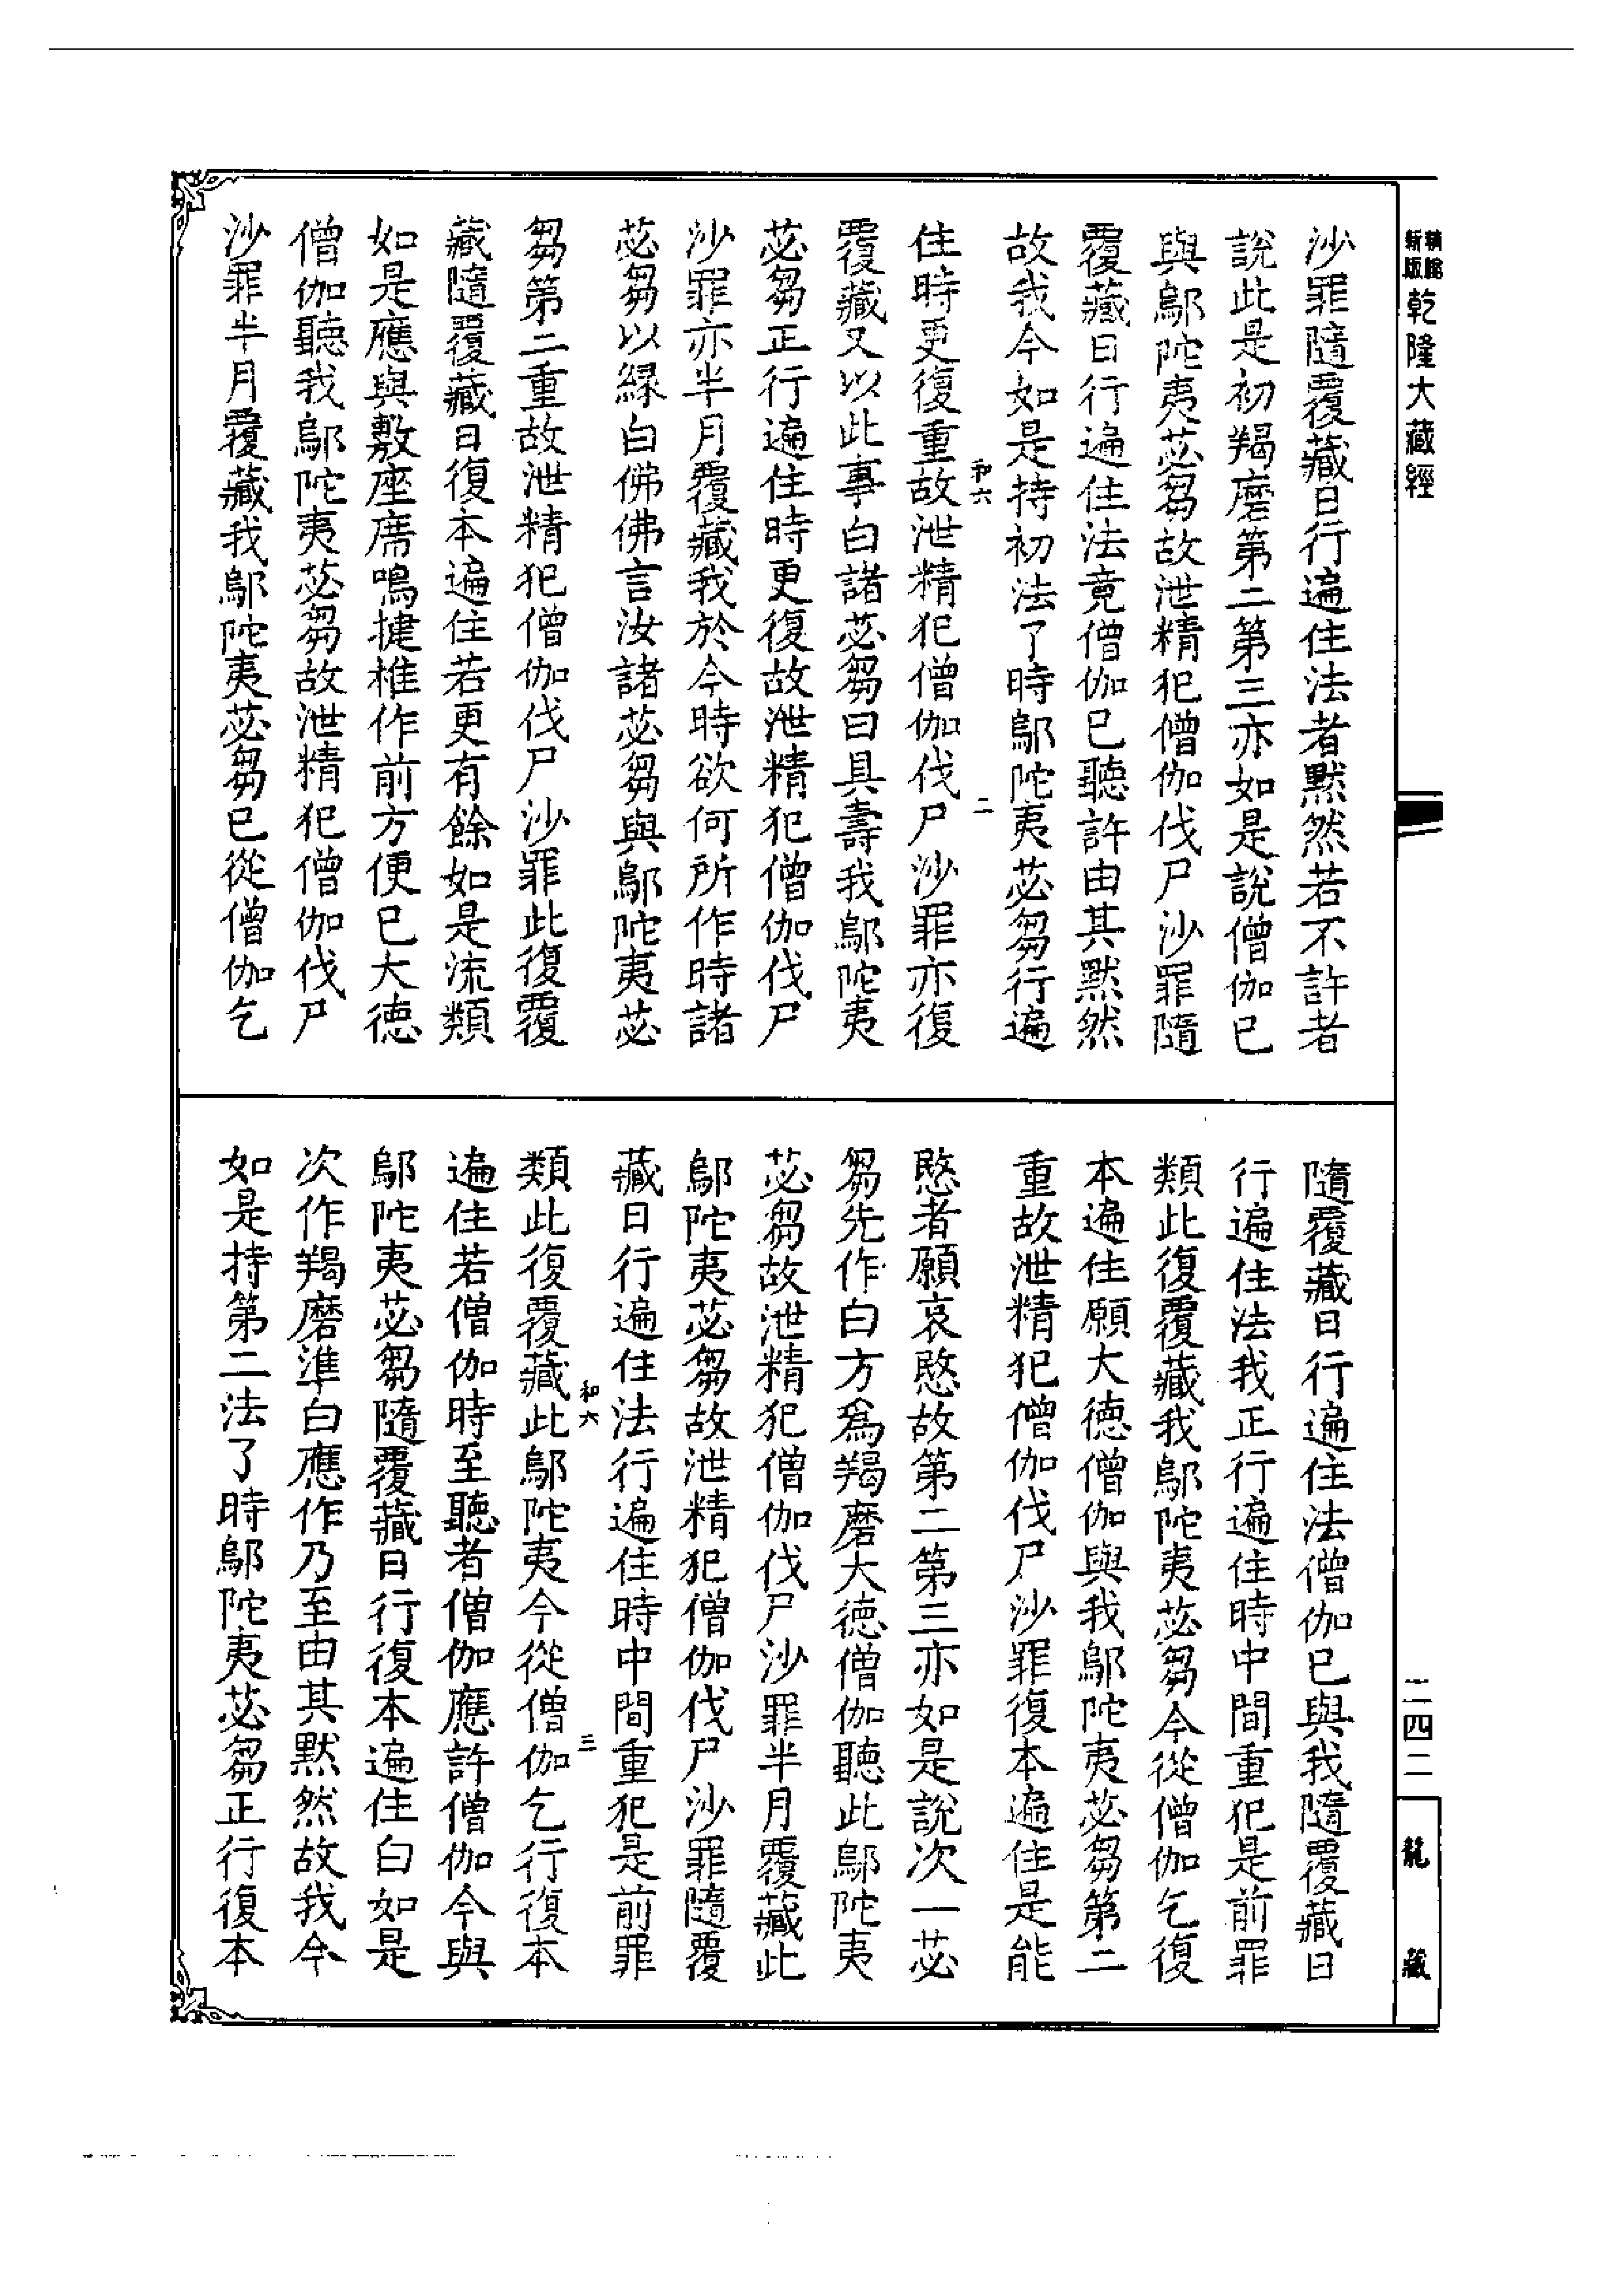 新版
乾隆大藏經
沙罪隨覆藏日行遍住法者默然若不許者
說此是初羯磨第二第三亦如是說僧伽已
與鄔陀夷苾芻故泄精犯僧伽伐尸沙罪隨
覆藏日行遍住法竟僧伽已聽許由其默然
故我今如是持初法了時鄔陀夷苾芻行遍
和六
二
住時更復重故泄精犯僧伽伐尸沙罪亦復
覆藏又以此事白諸苾芻曰具壽我鄔陀夷
苾芻正行遍住時更復故泄精犯僧伽伐尸
沙罪亦半月覆藏我於今時欲何所作時諸
苾芻以緣白佛佛言汝諸苾芻與鄔陀夷苾
芻第二重故泄精犯僧伽伐尸沙罪此復覆
藏隨覆藏日復本遍住若更有餘如是流類
如是應與敷座席鳴揵椎作前方便已大德
僧伽聽我鄔陀夷苾芻故泄精犯僧伽伐尸
沙罪半月覆藏我鄔陀夷苾芻已從僧伽乞
隨覆藏日行遍住法僧伽已與我隨覆藏日
行遍住法我正行遍住時中間重犯是前罪
類此復覆藏我鄔陀夷苾芻今從僧伽乞復
本遍住願大德僧伽與我鄔陀夷苾芻第二
重故泄精犯僧伽伐尸沙罪復本遍住是能
愍者願哀愍故第二第三亦如是說次一苾
芻先作白方為羯磨大德僧伽聽此鄔陀夷
苾芻故泄精犯僧伽伐尸沙罪半月覆藏此
鄔陀夷苾芻故泄精犯僧伽伐尸沙罪隨覆
藏日行遍住法行遍住時中間重犯是前罪
和六
三
類此復覆藏此鄔陀夷今從僧伽乞行復本
遍住若僧伽時至聽者僧伽應許僧伽今與
鄔陀夷苾芻隨覆藏日行復本遍住白如是
次作羯磨準白應作乃至由其默然故我今
如是持第二法了時鄔陀夷苾芻正行復本
二四二
龍藏